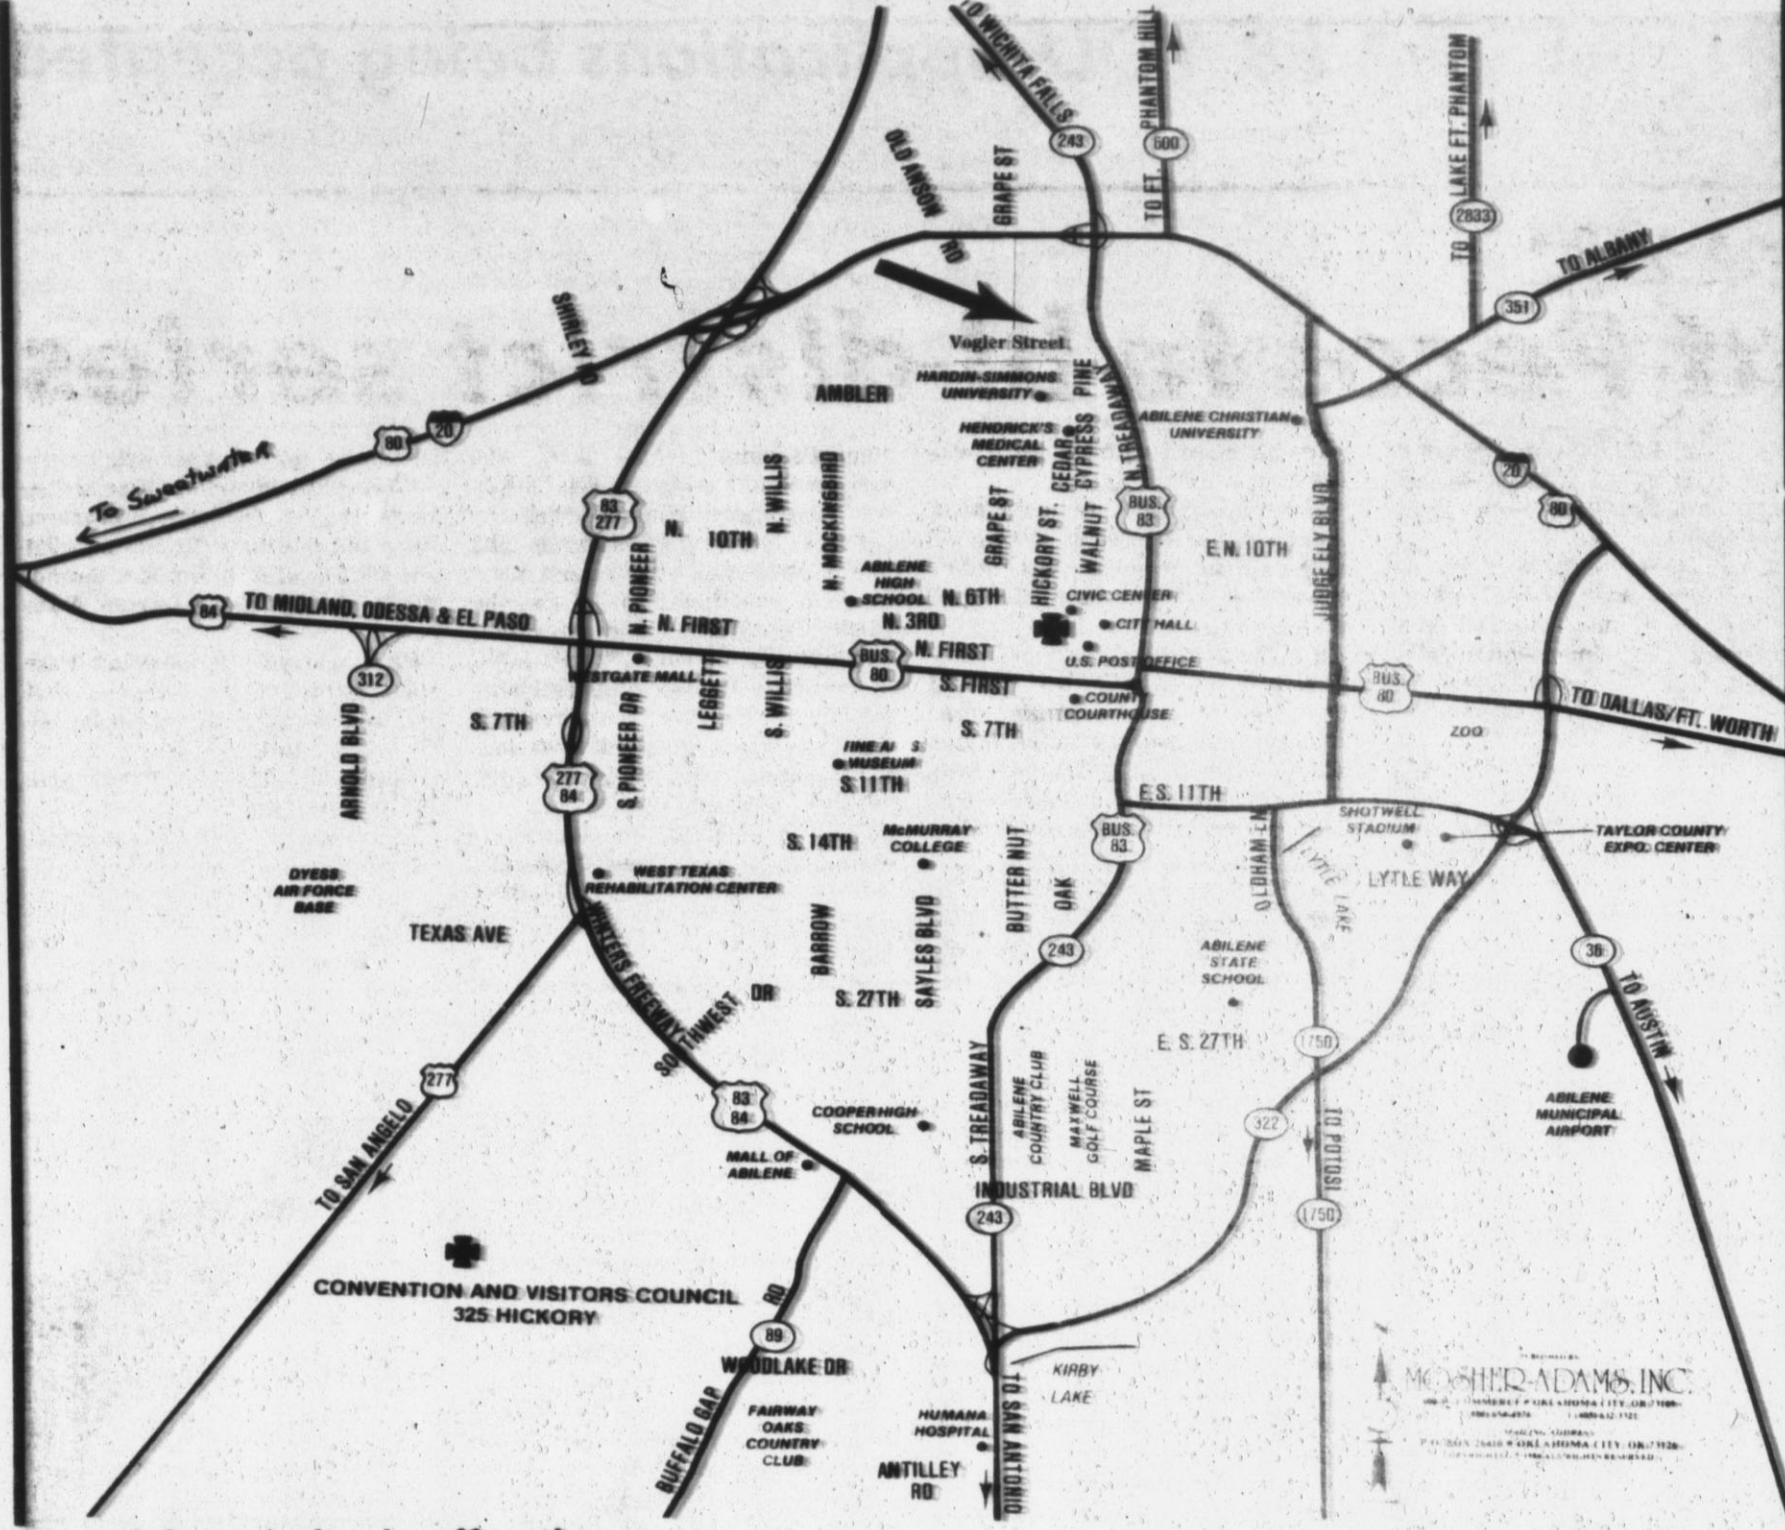 TO WICHITA FALLS
243
TO FT. PHANTOM HILL
600
TO LAKE FT. PHANTOM
2833
OLD ANSON
RD
GRAPE ST
TO ALBANY
351
SHIRLEY RD
Vogler Street
HARDIN-SIMMONS
UNIVERSITY
AMBLER
PINE
N. TREADAWAY
ABILENE CHRISTIAN
UNIVERSITY
HENDRICK'S
MEDICAL
CENTER
CEDAR
CYPRESS
80
20
To Sweetwater
20
80
83
277
N. WILLIS
N. MOCKINGBIRD
GRAPE ST
HICKORY ST.
WALNUT
BUS.
83
N. 10TH
E.N. 10TH
JUDGE ELY BLVD
N. PIONEER
ABILENE
HIGH
SCHOOL
N. 6TH
CIVIC CENTER
84
TO MIDLAND, ODESSA & EL PASO
N. FIRST
N. 3RD
CITY HALL
N. FIRST
BUS.
80
U.S. POST OFFICE
312
WESTGATE MALL
LEGGETT
S. WILLIS
S. FIRST
COUNTY
COURTHOUSE
BUS.
80
TO DALLAS/FT. WORTH
ARNOLD BLVD
S. 7TH
S. PIONEER DR
S. 7TH
ZOO
FINE A S
MUSEUM
S. 11TH
277
84
E.S. 11TH
SHOTWELL
STADIUM
TAYLOR COUNTY
EXPO. CENTER
BUS.
83
S. 14TH
McMURRAY
COLLEGE
BUTTER NUT
OAK
OLDHAM LN
LYTLE LAKE
LYTLE WAY
DYESS
AIR FORCE
BASE
WEST TEXAS
REHABILITATION CENTER
TEXAS AVE
WINTERS FREEWAY
BARROW
SAYLES BLVD
243
ABILENE
STATE
SCHOOL
36
TO AUSTIN
SOUTHWEST DR
S. 27TH
E. S. 27TH
1750
277
S. TREADAWAY
ABILENE
COUNTRY CLUB
MAXWELL
GOLF COURSE
MAPLE ST
83
84
COOPER HIGH
SCHOOL
322
TO POTOSI
ABILENE
MUNICIPAL
AIRPORT
TO SAN ANGELO
MALL OF
ABILENE
INDUSTRIAL BLVD
243
1750
CONVENTION AND VISITORS COUNCIL
325 HICKORY
RD
89
WOODLAKE DR
BUFFALO GAP
KIRBY
LAKE
FAIRWAY
OAKS
COUNTRY
CLUB
HUMANA
HOSPITAL
TO SAN ANTONIO
ANTILLEY
RD
MOSHER-ADAMS, INC.
OKLAHOMA CITY, OK
OKLAHOMA CITY, OK 73126